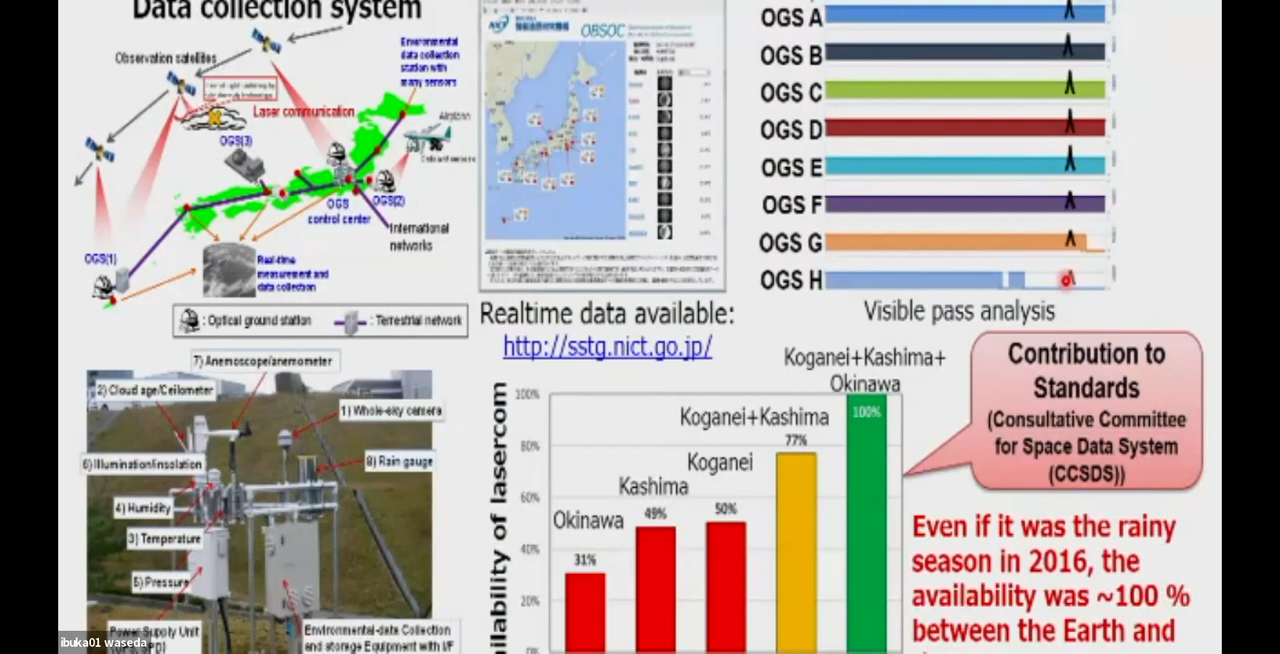 Data collection system
Observation satellites
Environmental
data collection
station with
many sensors
Laser communication
Airplane
OGS(3)
OGS
control center
OGS(2)
International
networks
OGS(1)
Real-time
measurement and
data collection
: Optical ground station
: Terrestrial network
NICT
OBSOC
Realtime data available:
http://sstg.nict.go.jp/
OGS A
OGS B
OGS C
OGS D
OGS E
OGS F
OGS G
OGS H
Visible pass analysis
7) Anemoscope/anemometer
2) Cloud age/Ceilometer
1) Whole-sky camera
6) Illumination/insolation
8) Rain gauge
4) Humidity
3) Temperature
5) Pressure
Power Supply Unit
Environmental-data Collection
and storage Equipment with I/F
ilability of lasercom
100%
80%
60%
40%
20%
0%
Okinawa
31%
Kashima
49%
Koganei
50%
Koganei+Kashima
77%
Koganei+Kashima+
Okinawa
100%
Contribution to
Standards
(Consultative Committee
for Space Data System
(CCSDS))
Even if it was the rainy
season in 2016, the
availability was ~100 %
between the Earth and
ibuka01 waseda